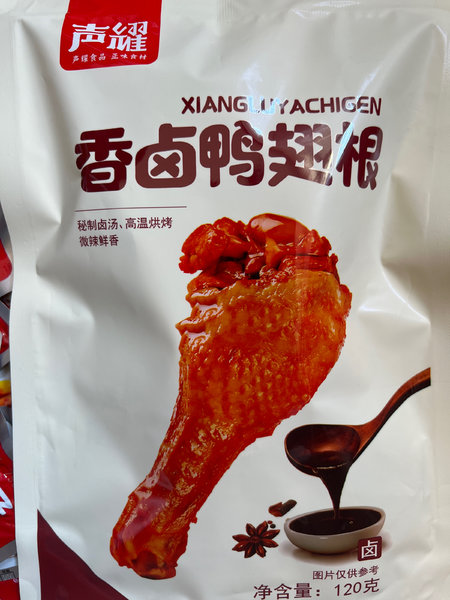 声耀
声耀食品 正味食材
XIANGLUYACHIGEN
香卤鸭翅根
秘制卤汤、高温烘烤
微辣鲜香
卤
图片仅供参考
净含量：120克